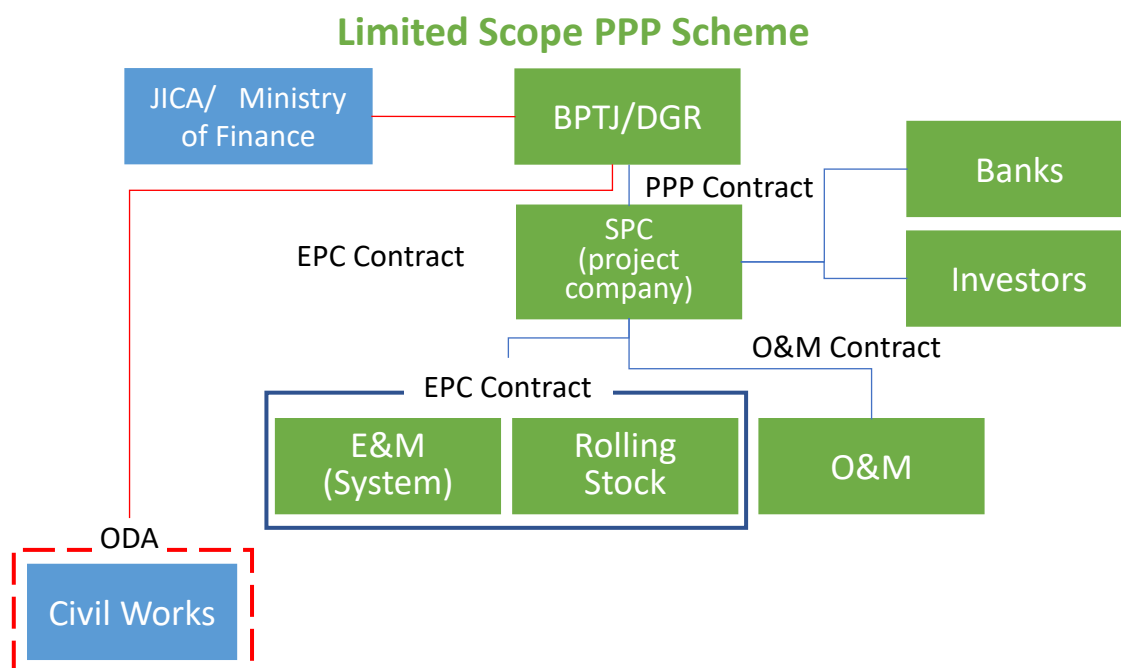 Limited Scope PPP Scheme
JICA/ Ministry
of Finance
BPTJ/DGR
Banks
PPP Contract
SPC
(project
company)
EPC Contract
Investors
O&M Contract
EPC Contract
E&M
(System)
Rolling
Stock
O&M
ODA
Civil Works